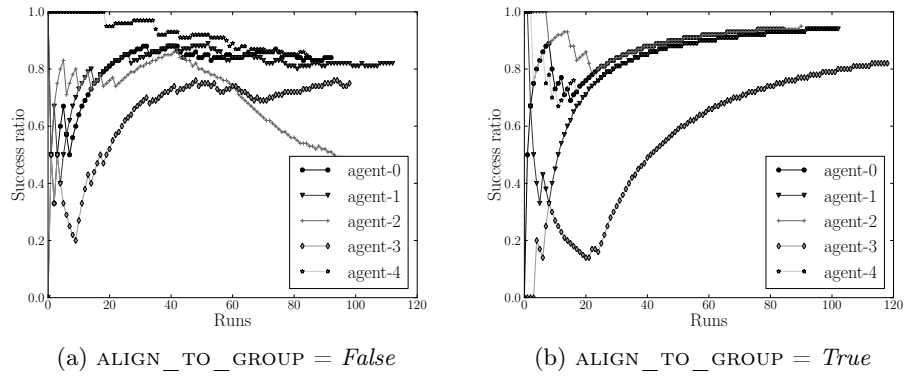 1.0
0.8
0.6
0.4
0.2
0.0
Success ratio
0 20 40 60 80 100 120
Runs
agent-0
agent-1
agent-2
agent-3
agent-4
(a) ALIGN_TO_GROUP = False
1.0
0.8
0.6
0.4
0.2
0.0
Success ratio
0 20 40 60 80 100 120
Runs
agent-0
agent-1
agent-2
agent-3
agent-4
(b) ALIGN_TO_GROUP = True